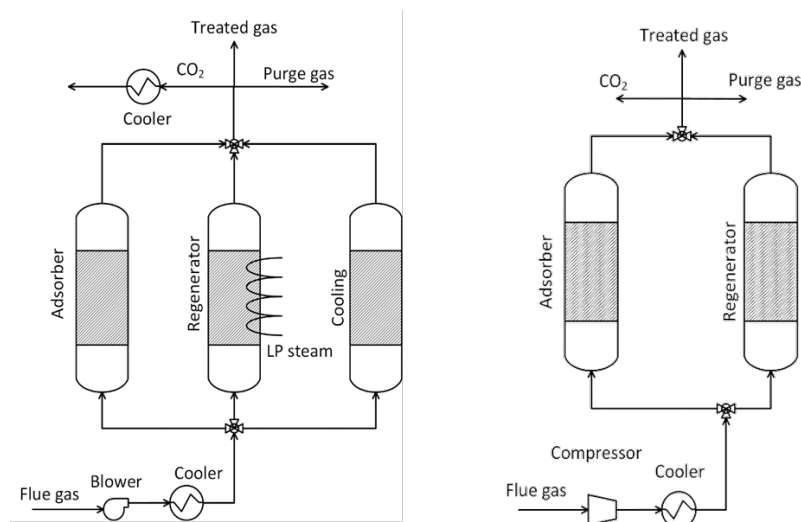 Treated gas
CO₂
Purge gas
Cooler
Adsorber
Regenerator
Cooling
LP steam
Blower
Cooler
Flue gas
Treated gas
CO₂
Purge gas
Adsorber
Regenerator
Compressor
Cooler
Flue gas